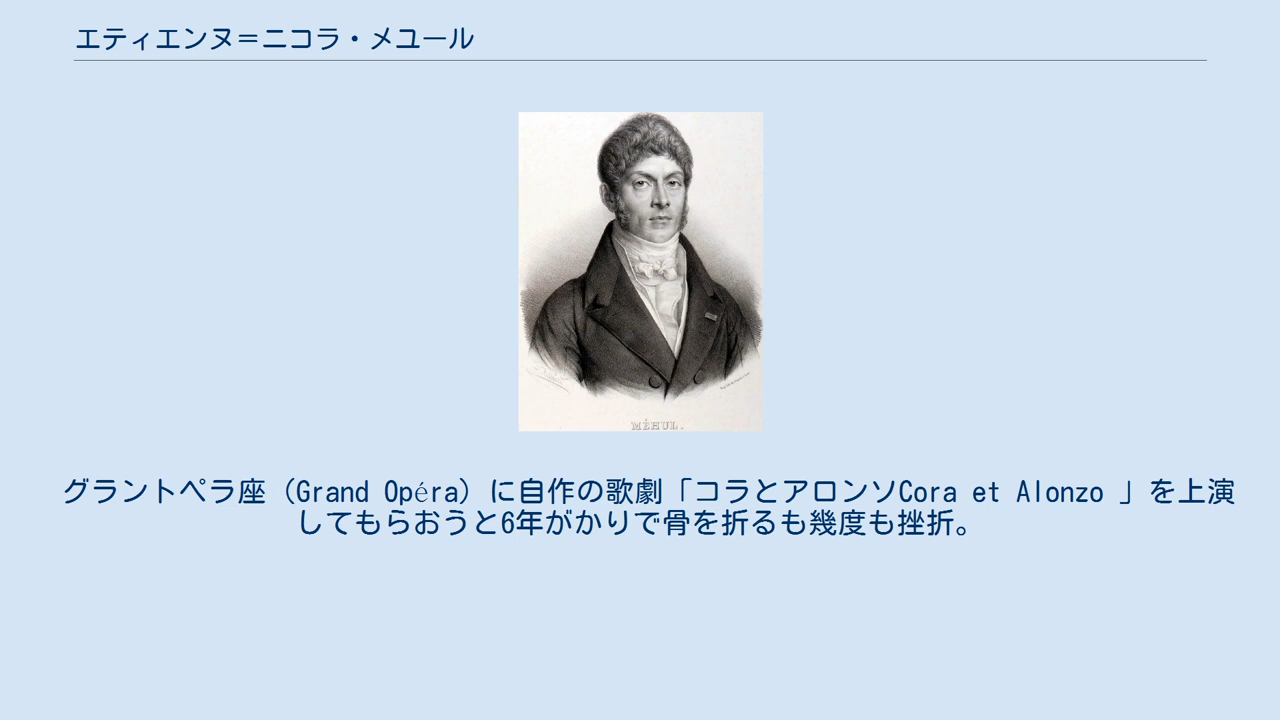 エティエンヌ＝ニコラ・メユール
MÉHUL.
グラントペラ座（Grand Opéra）に自作の歌劇「コラとアロンソCora et Alonzo 」を上演
してもらおうと6年がかりで骨を折るも幾度も挫折。